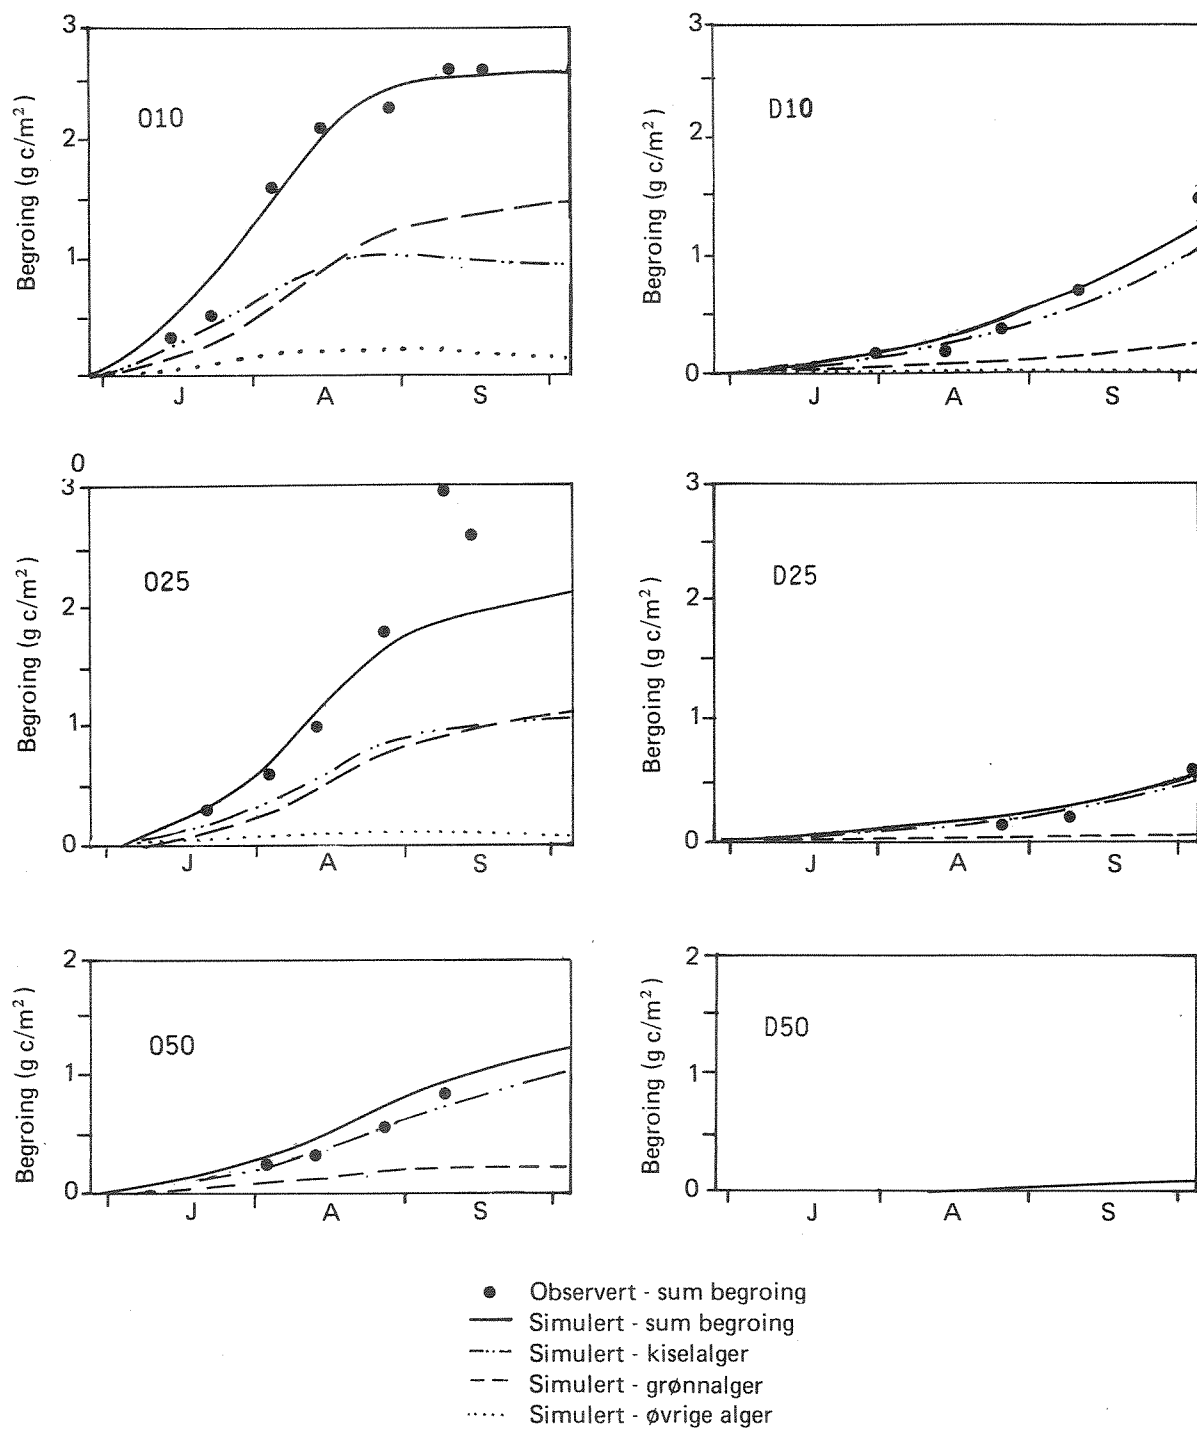 3
2
1
Begroing (g c/m²)
010
J A S
3
2
1
0
Begroing (g c/m²)
D10
J A S
0
3
2
1
0
Begroing (g c/m²)
025
J A S
3
2
1
0
Bergoing (g c/m²)
D25
J A S
2
1
0
Begroing (g c/m²)
050
J A S
2
1
0
Begroing (g c/m²)
D50
J A S
Observert - sum begroing
Simulert - sum begroing
Simulert - kiselalger
Simulert - grønnalger
Simulert - øvrige alger